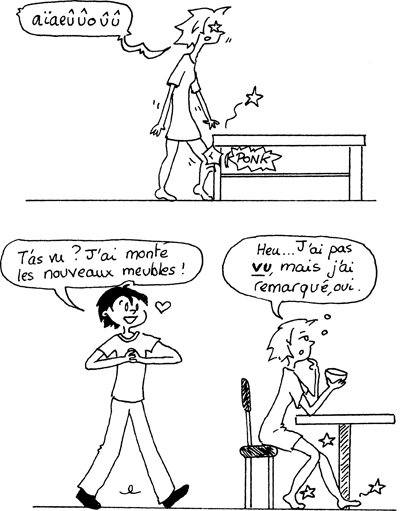 aïaeûûoûû
PONK
T'as vu ? J'ai monté
les nouveaux meubles !
Heu... J'ai pas
vu, mais j'ai
remarqué, oui.